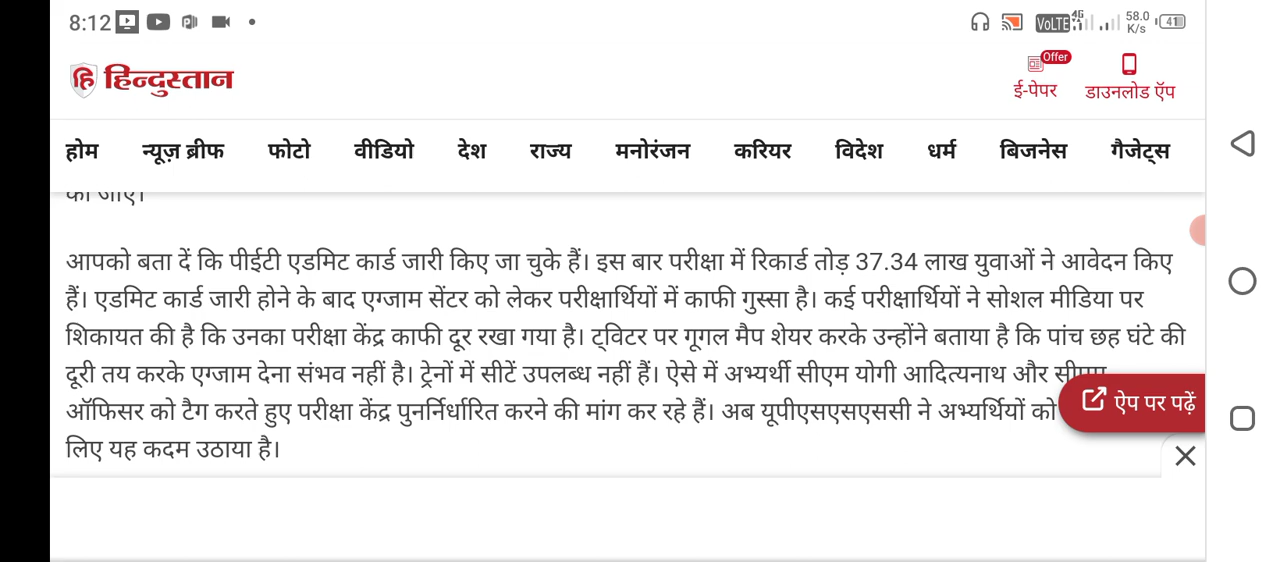 8:12 VoLTE 4G 58.0 K/s 41
हि हिन्दुस्तान Offer
ई-पेपर डाउनलोड ऍप
होम न्यूज़ ब्रीफ फोटो वीडियो देश राज्य मनोरंजन करियर विदेश धर्म बिजनेस गैजेट्स
आपको बता दें कि पीईटी एडमिट कार्ड जारी किए जा चुके हैं। इस बार परीक्षा में रिकार्ड तोड़ 37.34 लाख युवाओं ने आवेदन किए
हैं। एडमिट कार्ड जारी होने के बाद एग्जाम सेंटर को लेकर परीक्षार्थियों में काफी गुस्सा है। कई परीक्षार्थियों ने सोशल मीडिया पर
शिकायत की है कि उनका परीक्षा केंद्र काफी दूर रखा गया है। ट्विटर पर गूगल मैप शेयर करके उन्होंने बताया है कि पांच छह घंटे की
दूरी तय करके एग्जाम देना संभव नहीं है। ट्रेनों में सीटें उपलब्ध नहीं हैं। ऐसे में अभ्यर्थी सीएम योगी आदित्यनाथ और सीएम
ऑफिसर को टैग करते हुए परीक्षा केंद्र पुनर्निर्धारित करने की मांग कर रहे हैं। अब यूपीएसएसएससी ने अभ्यर्थियों को
ऐप पर पढ़ें
लिए यह कदम उठाया है।